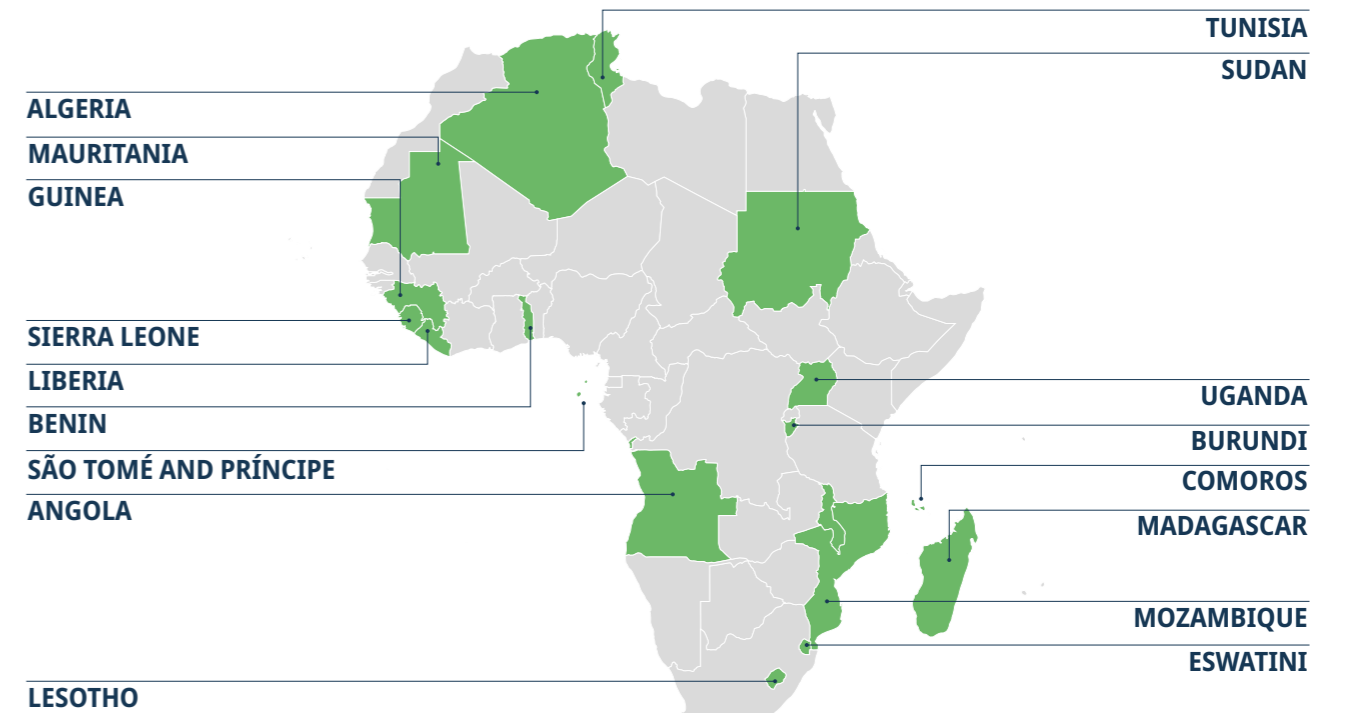 TUNISIA
SUDAN
ALGERIA
MAURITANIA
GUINEA
SIERRA LEONE
LIBERIA
BENIN
SÃO TOMÉ AND PRÍNCIPE
ANGOLA
LESOTHO
UGANDA
BURUNDI
COMOROS
MADAGASCAR
MOZAMBIQUE
ESWATINI